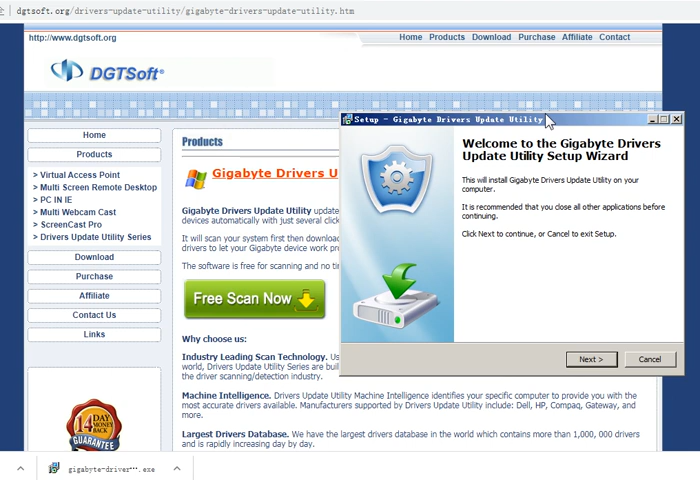 dgtsoft.org/drivers-update-utility/gigabyte-drivers-update-utility.htm
http://www.dgtsoft.org
Home Products Download Purchase Affiliate Contact
DGTSoft®
Home
Products
> Virtual Access Point
> Multi Screen Remote Desktop
> PC IN IE
> Multi Webcam Cast
> ScreenCast Pro
> Drivers Update Utility Series
Download
Purchase
Affiliate
Contact Us
Links
14 DAY
MONEY
BACK
GUARANTEE
Products
Gigabyte Drivers U
Gigabyte Drivers Update Utility update
devices automatically with just several clic
It will scan your system first then download
drivers to let your Gigabyte device work pr
The software is free for scanning and no ti
Free Scan Now
Why choose us:
Industry Leading Scan Technology. Us
world, Drivers Update Utility Series are buil
the driver scanning/detection industry.
Machine Intelligence. Drivers Update Utility Machine Intelligence identifies your specific computer to provide you with the
most accurate drivers available. Manufacturers supported by Drivers Update Utility include: Dell, HP, Compaq, Gateway, and
more.
Largest Drivers Database. We have the largest drivers database in the world which contains more than 1,000, 000 drivers
and is rapidly increasing day by day.
Setup - Gigabyte Drivers Update Utility
Welcome to the Gigabyte Drivers
Update Utility Setup Wizard
This will install Gigabyte Drivers Update Utility on your
computer.
It is recommended that you close all other applications before
continuing.
Click Next to continue, or Cancel to exit Setup.
Next >
Cancel
gigabyte-driver….exe